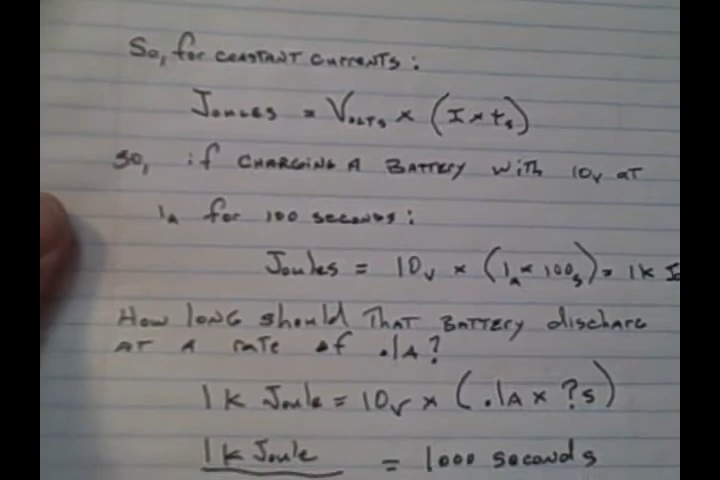 So, for constant currents:
Joules = Volts × (I × ts)
So, if charging a battery with 10v at
1A for 100 seconds:
Joules = 10v × (1A × 100s) = 1K J
How long should that battery discharg
at a rate of .1A?
1K Joule = 10v × (.1A × ?s)
1K Joule = 1000 seconds